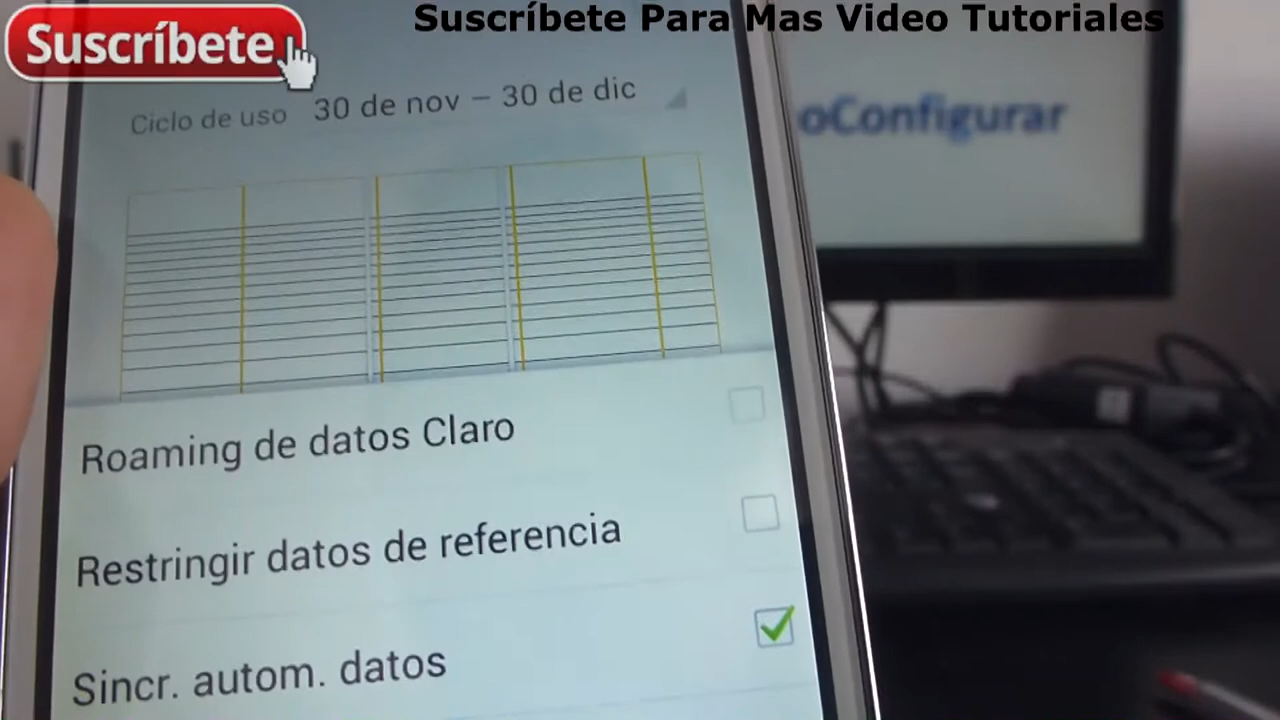 Suscríbete Para Mas Video Tutoriales
Suscríbete
Ciclo de uso 30 de nov – 30 de dic
oConfigurar
Roaming de datos Claro
Restringir datos de referencia
Sincr. autom. datos